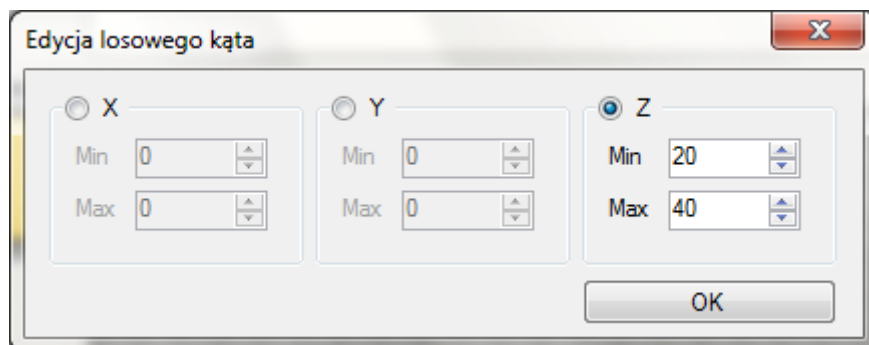 Edycja losowego kąta
X Y Z
Min 0 Min 0 Min 20
Max 0 Max 0 Max 40
OK